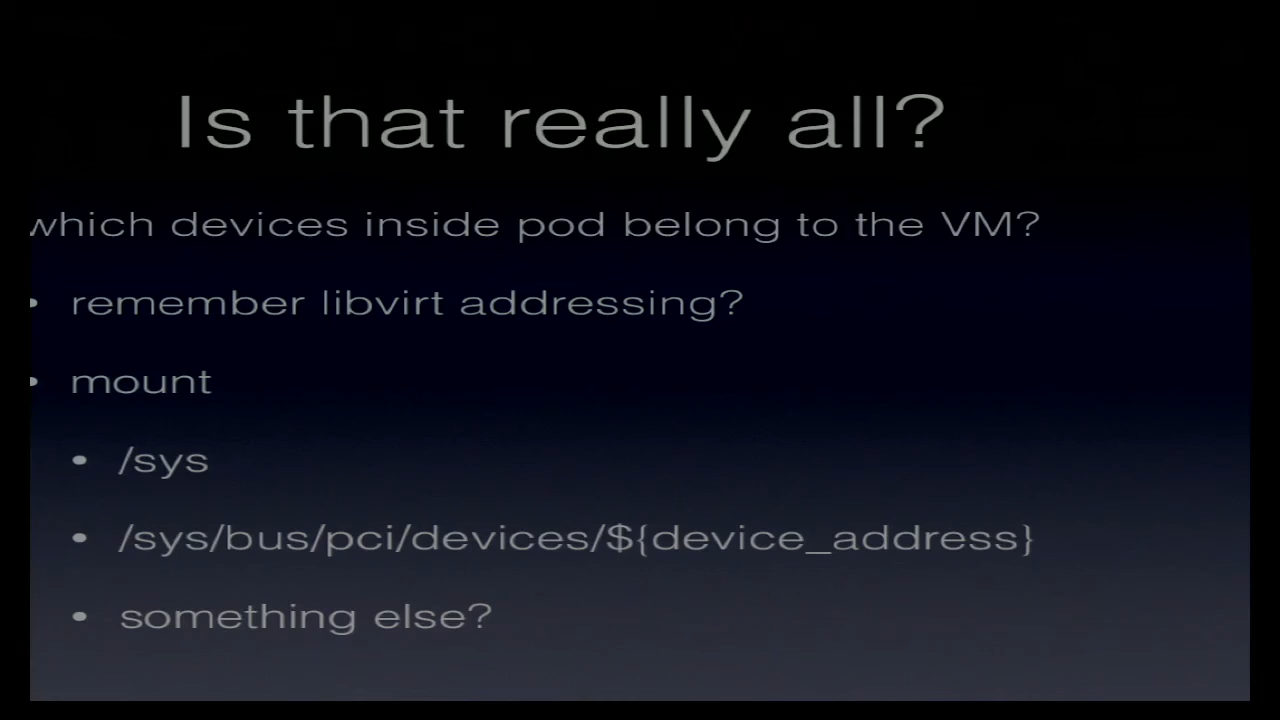 Is that really all?
which devices inside pod belong to the VM?
• remember libvirt addressing?
• mount
• /sys
• /sys/bus/pci/devices/${device_address}
• something else?